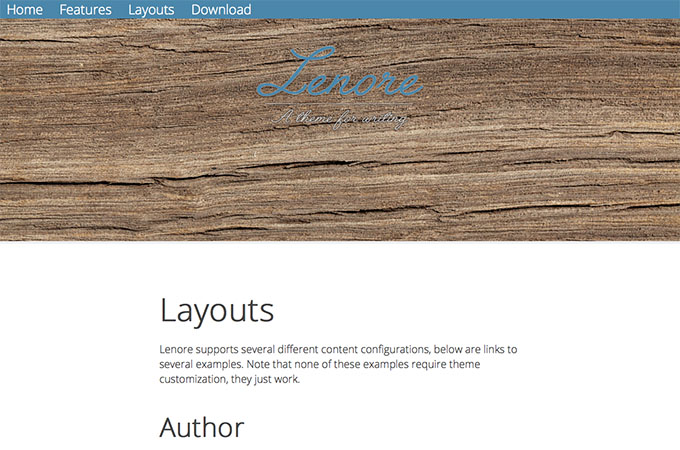 Home Features Layouts Download
Lenore
A theme for writing
Layouts
Lenore supports several different content configurations, below are links to
several examples. Note that none of these examples require theme
customization, they just work.
Author